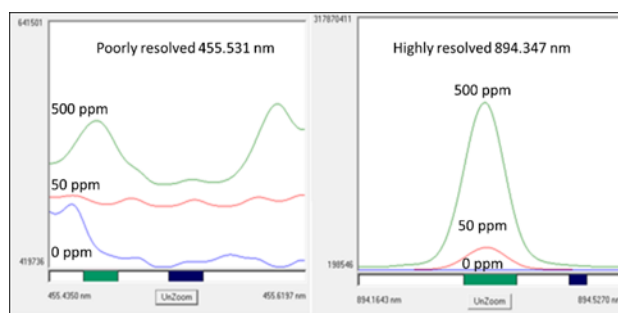 641501
Poorly resolved 455.531 nm
500 ppm
50 ppm
0 ppm
419736
455.4350 nm
UnZoom
455.6197 nm
317870411
Highly resolved 894.347 nm
500 ppm
50 ppm
0 ppm
198546
894.1643 nm
UnZoom
894.5270 nm